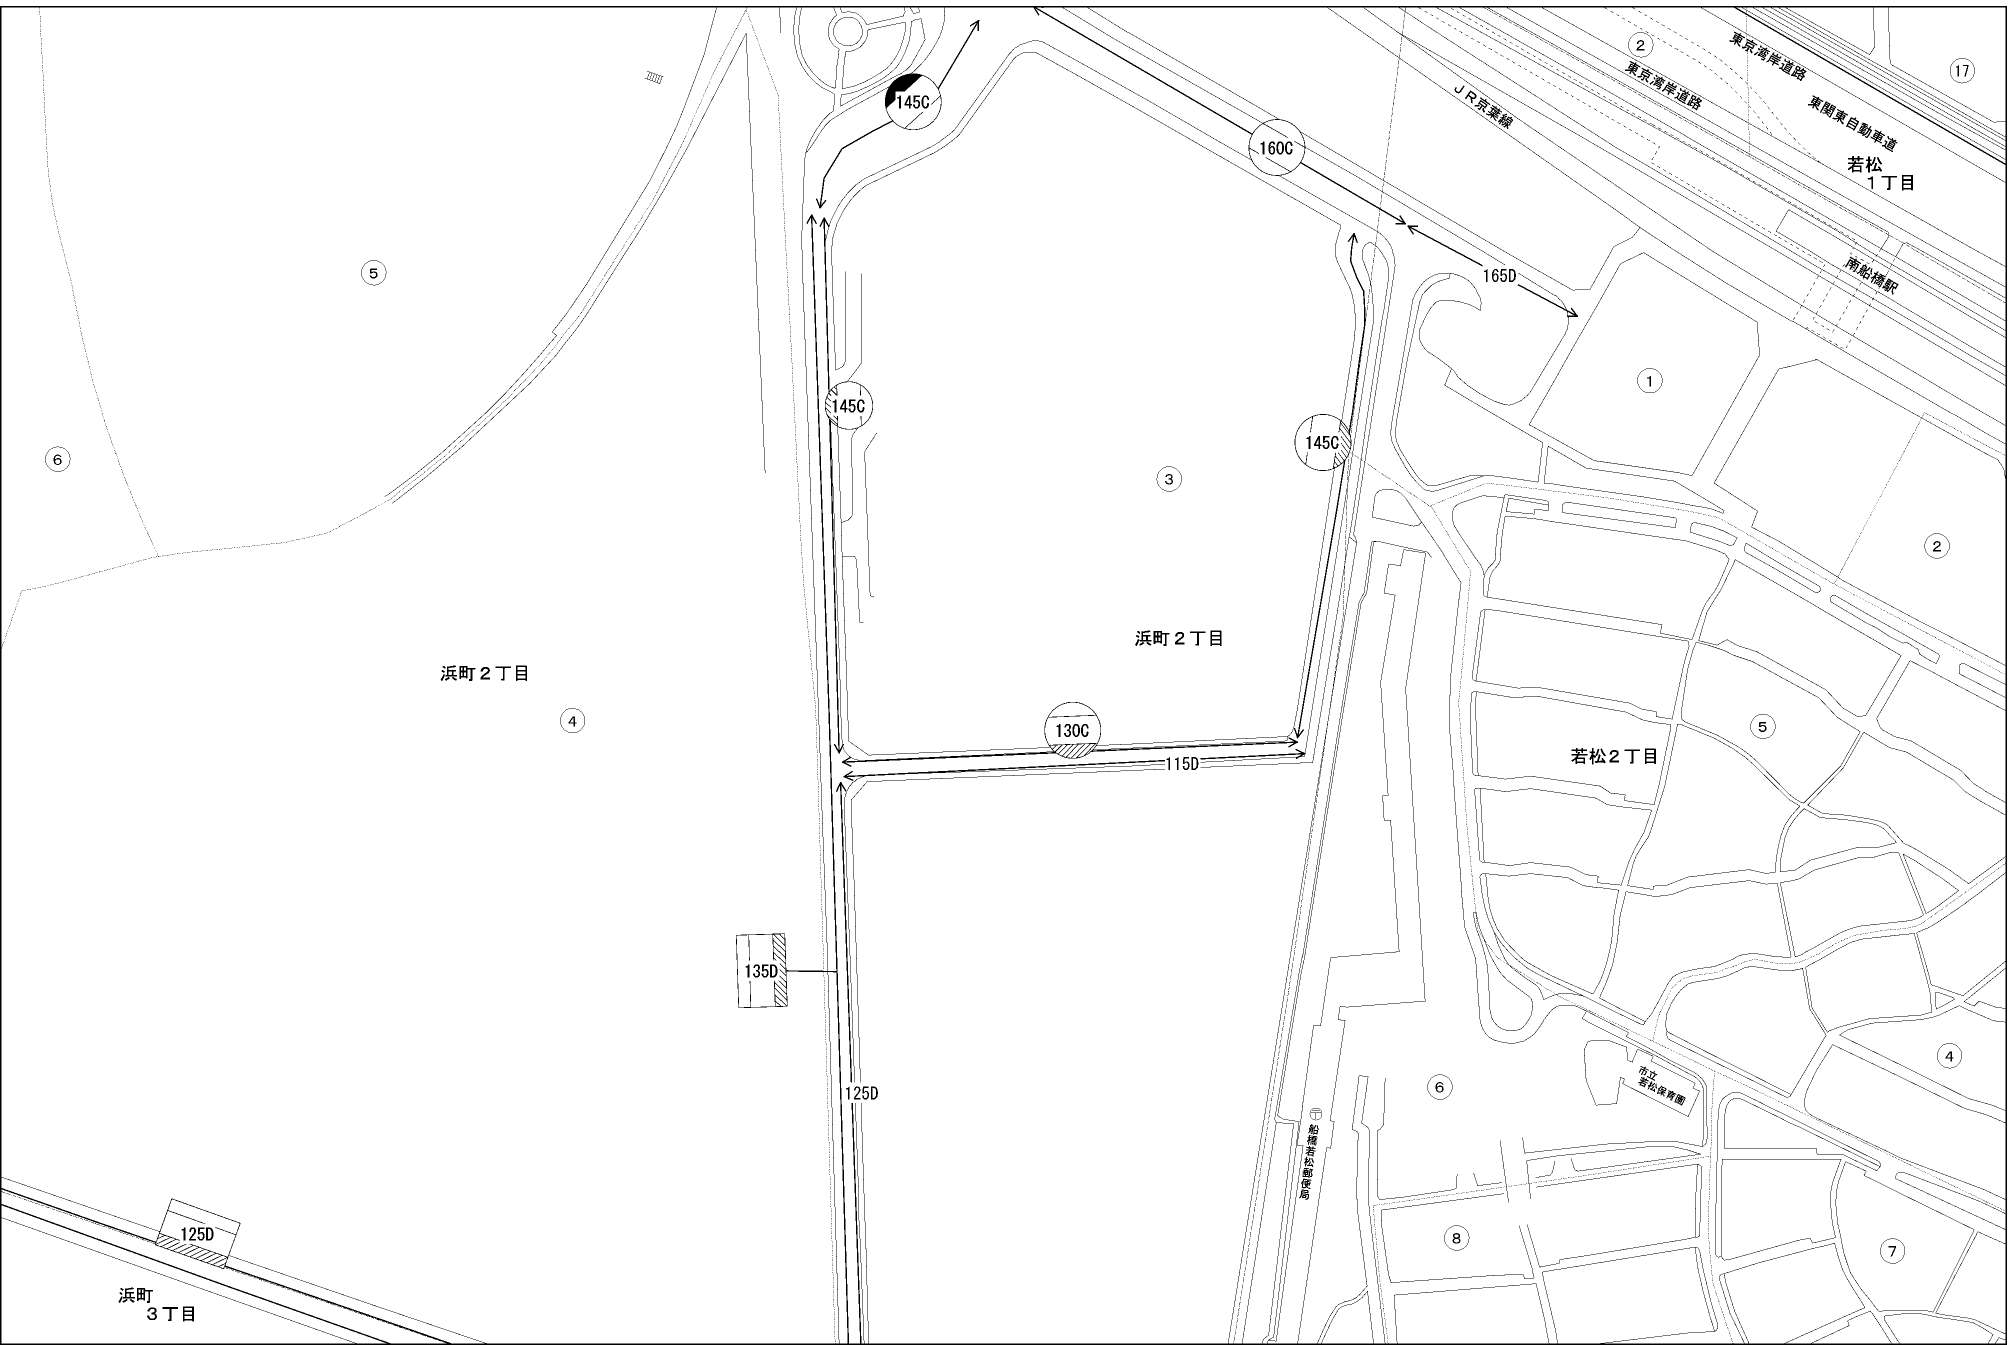 東京湾岸道路
②
東京湾岸道路
⑰
145C
ＪＲ京葉線
東関東自動車道
160C
若松
１丁目
⑤
165D
南船橋駅
①
145C
145C
⑥
③
②
浜町２丁目
浜町２丁目
④
130C
⑤
若松２丁目
115D
135D
④
市立
若松保育園
⑥
125D
船橋若松郵便局
125D
⑧
⑦
浜町
３丁目